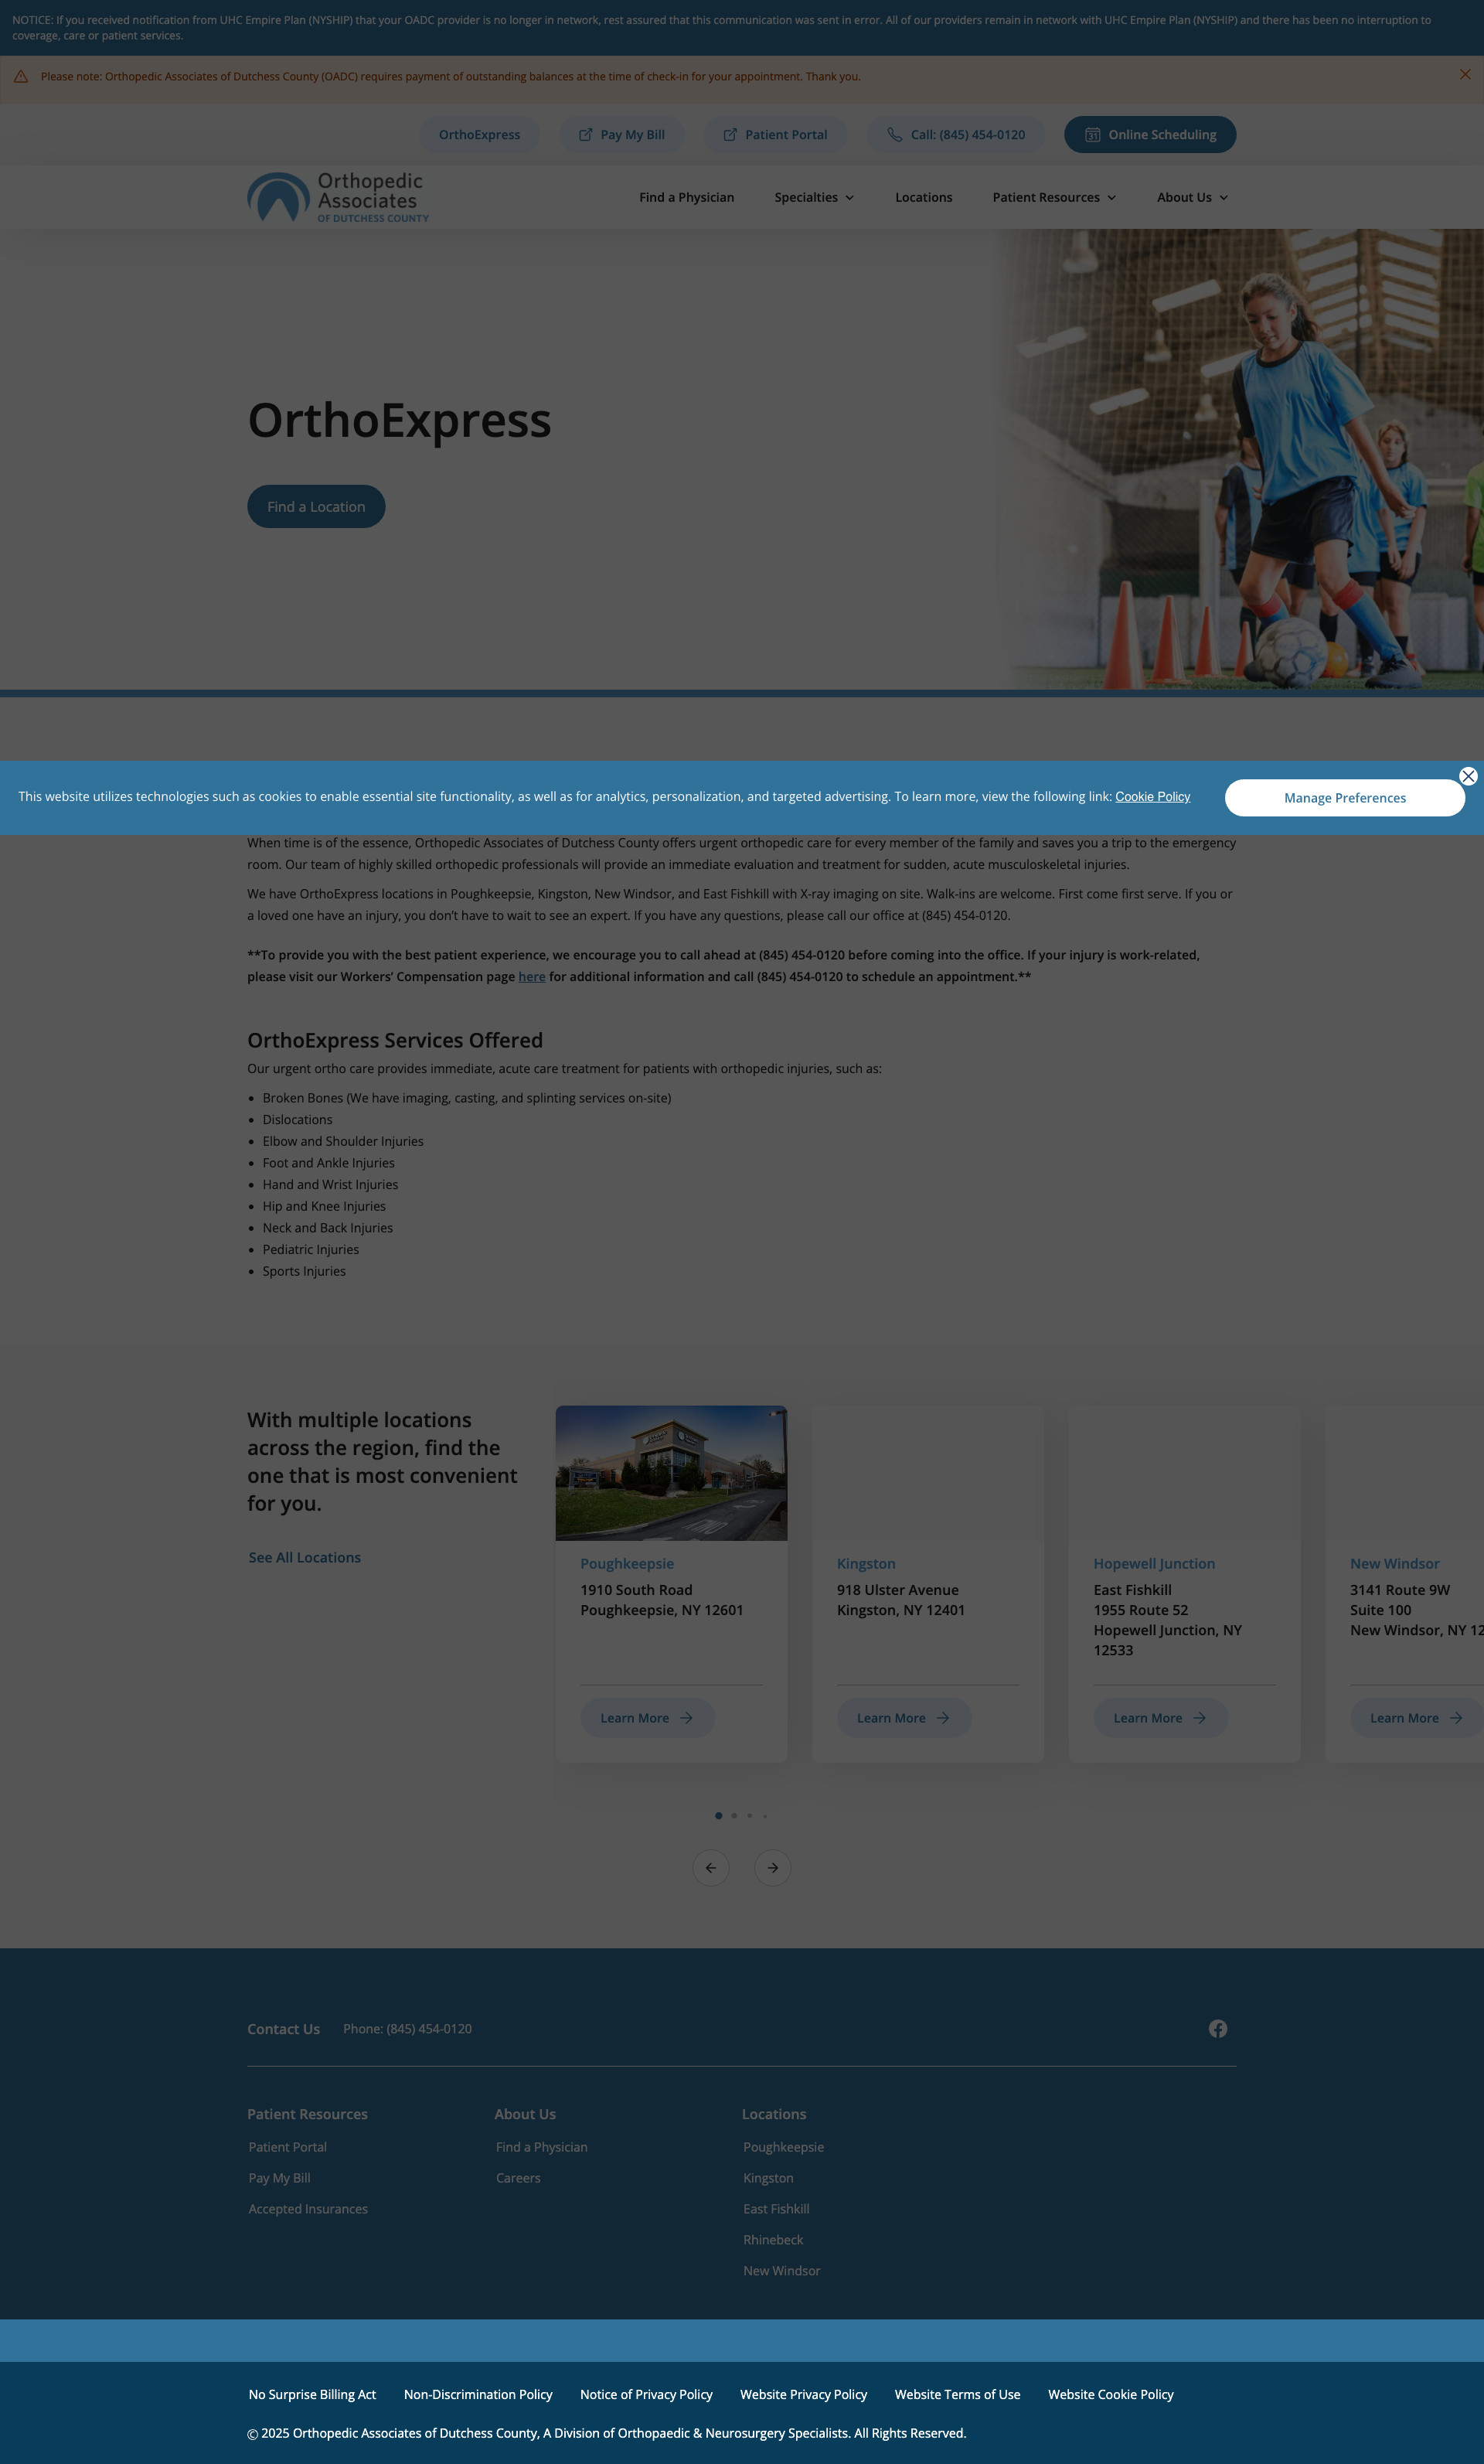 NOTICE: If you received notification from UHC Empire Plan (NYSHIP) that your OADC provider is no longer in network, rest assured that this communication was sent in error. All of our providers remain in network with UHC Empire Plan (NYSHIP) and there has been no interruption to
coverage, care or patient services.
Please note: Orthopedic Associates of Dutchess County (OADC) requires payment of outstanding balances at the time of check-in for your appointment. Thank you.
OrthoExpress
Pay My Bill
Patient Portal
Call: (845) 454-0120
31
Online Scheduling
Orthopedic
Associates
OF DUTCHESS COUNTY
Find a Physician
Specialties
Locations
Patient Resources
About Us
OrthoExpress
Find a Location
This website utilizes technologies such as cookies to enable essential site functionality, as well as for analytics, personalization, and targeted advertising. To learn more, view the following link: Cookie Policy
Manage Preferences
When time is of the essence, Orthopedic Associates of Dutchess County offers urgent orthopedic care for every member of the family and saves you a trip to the emergency
room. Our team of highly skilled orthopedic professionals will provide an immediate evaluation and treatment for sudden, acute musculoskeletal injuries.
We have OrthoExpress locations in Poughkeepsie, Kingston, New Windsor, and East Fishkill with X-ray imaging on site. Walk-ins are welcome. First come first serve. If you or
a loved one have an injury, you don’t have to wait to see an expert. If you have any questions, please call our office at (845) 454-0120.
**To provide you with the best patient experience, we encourage you to call ahead at (845) 454-0120 before coming into the office. If your injury is work-related,
please visit our Workers’ Compensation page here for additional information and call (845) 454-0120 to schedule an appointment.**
OrthoExpress Services Offered
Our urgent ortho care provides immediate, acute care treatment for patients with orthopedic injuries, such as:
• Broken Bones (We have imaging, casting, and splinting services on-site)
• Dislocations
• Elbow and Shoulder Injuries
• Foot and Ankle Injuries
• Hand and Wrist Injuries
• Hip and Knee Injuries
• Neck and Back Injuries
• Pediatric Injuries
• Sports Injuries
With multiple locations
across the region, find the
one that is most convenient
for you.
See All Locations
Poughkeepsie
1910 South Road
Poughkeepsie, NY 12601
Learn More
Kingston
918 Ulster Avenue
Kingston, NY 12401
Learn More
Hopewell Junction
East Fishkill
1955 Route 52
Hopewell Junction, NY
12533
Learn More
New Windsor
3141 Route 9W
Suite 100
New Windsor, NY 12
Learn More
Contact Us
Phone: (845) 454-0120
Patient Resources
Patient Portal
Pay My Bill
Accepted Insurances
About Us
Find a Physician
Careers
Locations
Poughkeepsie
Kingston
East Fishkill
Rhinebeck
New Windsor
No Surprise Billing Act
Non-Discrimination Policy
Notice of Privacy Policy
Website Privacy Policy
Website Terms of Use
Website Cookie Policy
© 2025 Orthopedic Associates of Dutchess County, A Division of Orthopaedic & Neurosurgery Specialists. All Rights Reserved.